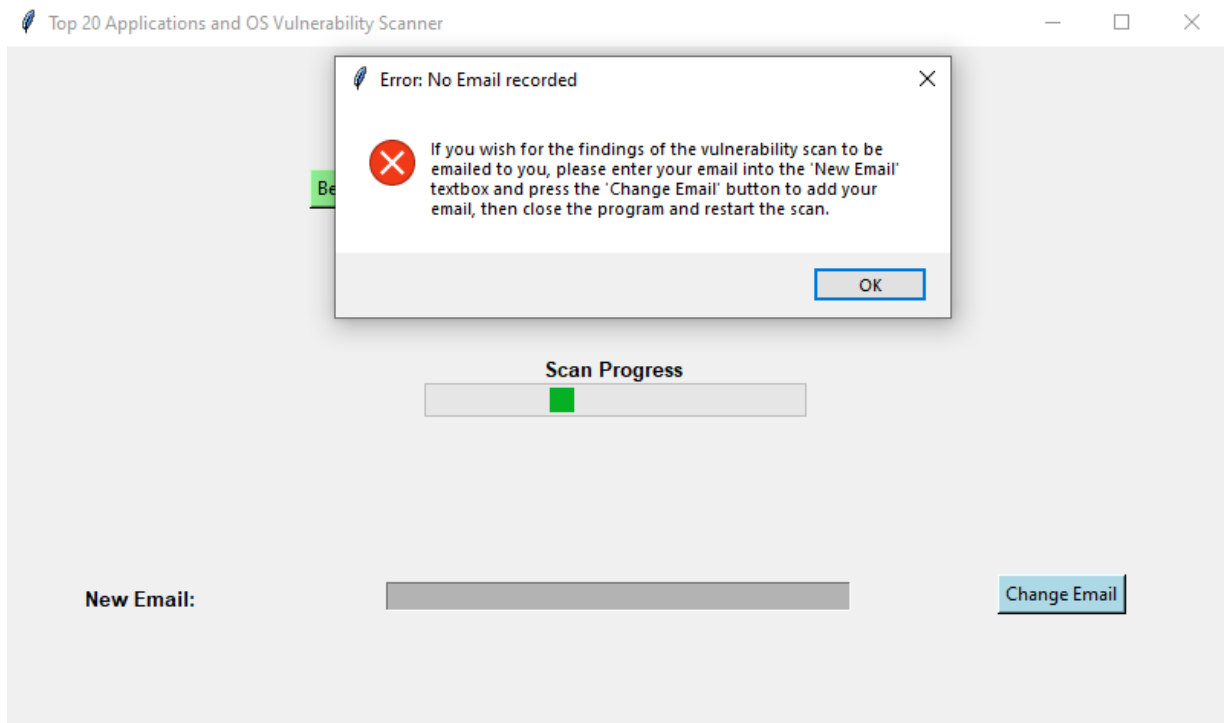 Top 20 Applications and OS Vulnerability Scanner
Error: No Email recorded
If you wish for the findings of the vulnerability scan to be
emailed to you, please enter your email into the 'New Email'
textbox and press the 'Change Email' button to add your
email, then close the program and restart the scan.
Be
OK
Scan Progress
New Email:
Change Email